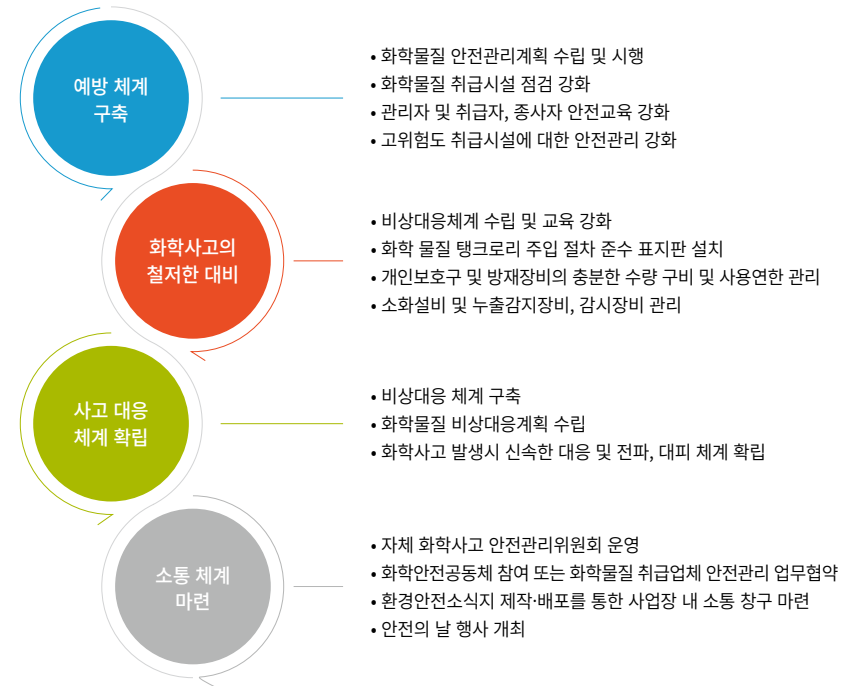 예방 체계
구축
• 화학물질 안전관리계획 수립 및 시행
• 화학물질 취급시설 점검 강화
• 관리자 및 취급자, 종사자 안전교육 강화
• 고위험도 취급시설에 대한 안전관리 강화
화학사고의
철저한 대비
• 비상대응체계 수립 및 교육 강화
• 화학 물질 탱크로리 주입 절차 준수 표지판 설치
• 개인보호구 및 방재장비의 충분한 수량 구비 및 사용연한 관리
• 소화설비 및 누출감지장비, 감시장비 관리
사고 대응
체계 확립
• 비상대응 체계 구축
• 화학물질 비상대응계획 수립
• 화학사고 발생시 신속한 대응 및 전파, 대피 체계 확립
소통 체계
마련
• 자체 화학사고 안전관리위원회 운영
• 화학안전공동체 참여 또는 화학물질 취급업체 안전관리 업무협약
• 환경안전소식지 제작·배포를 통한 사업장 내 소통 창구 마련
• 안전의 날 행사 개최